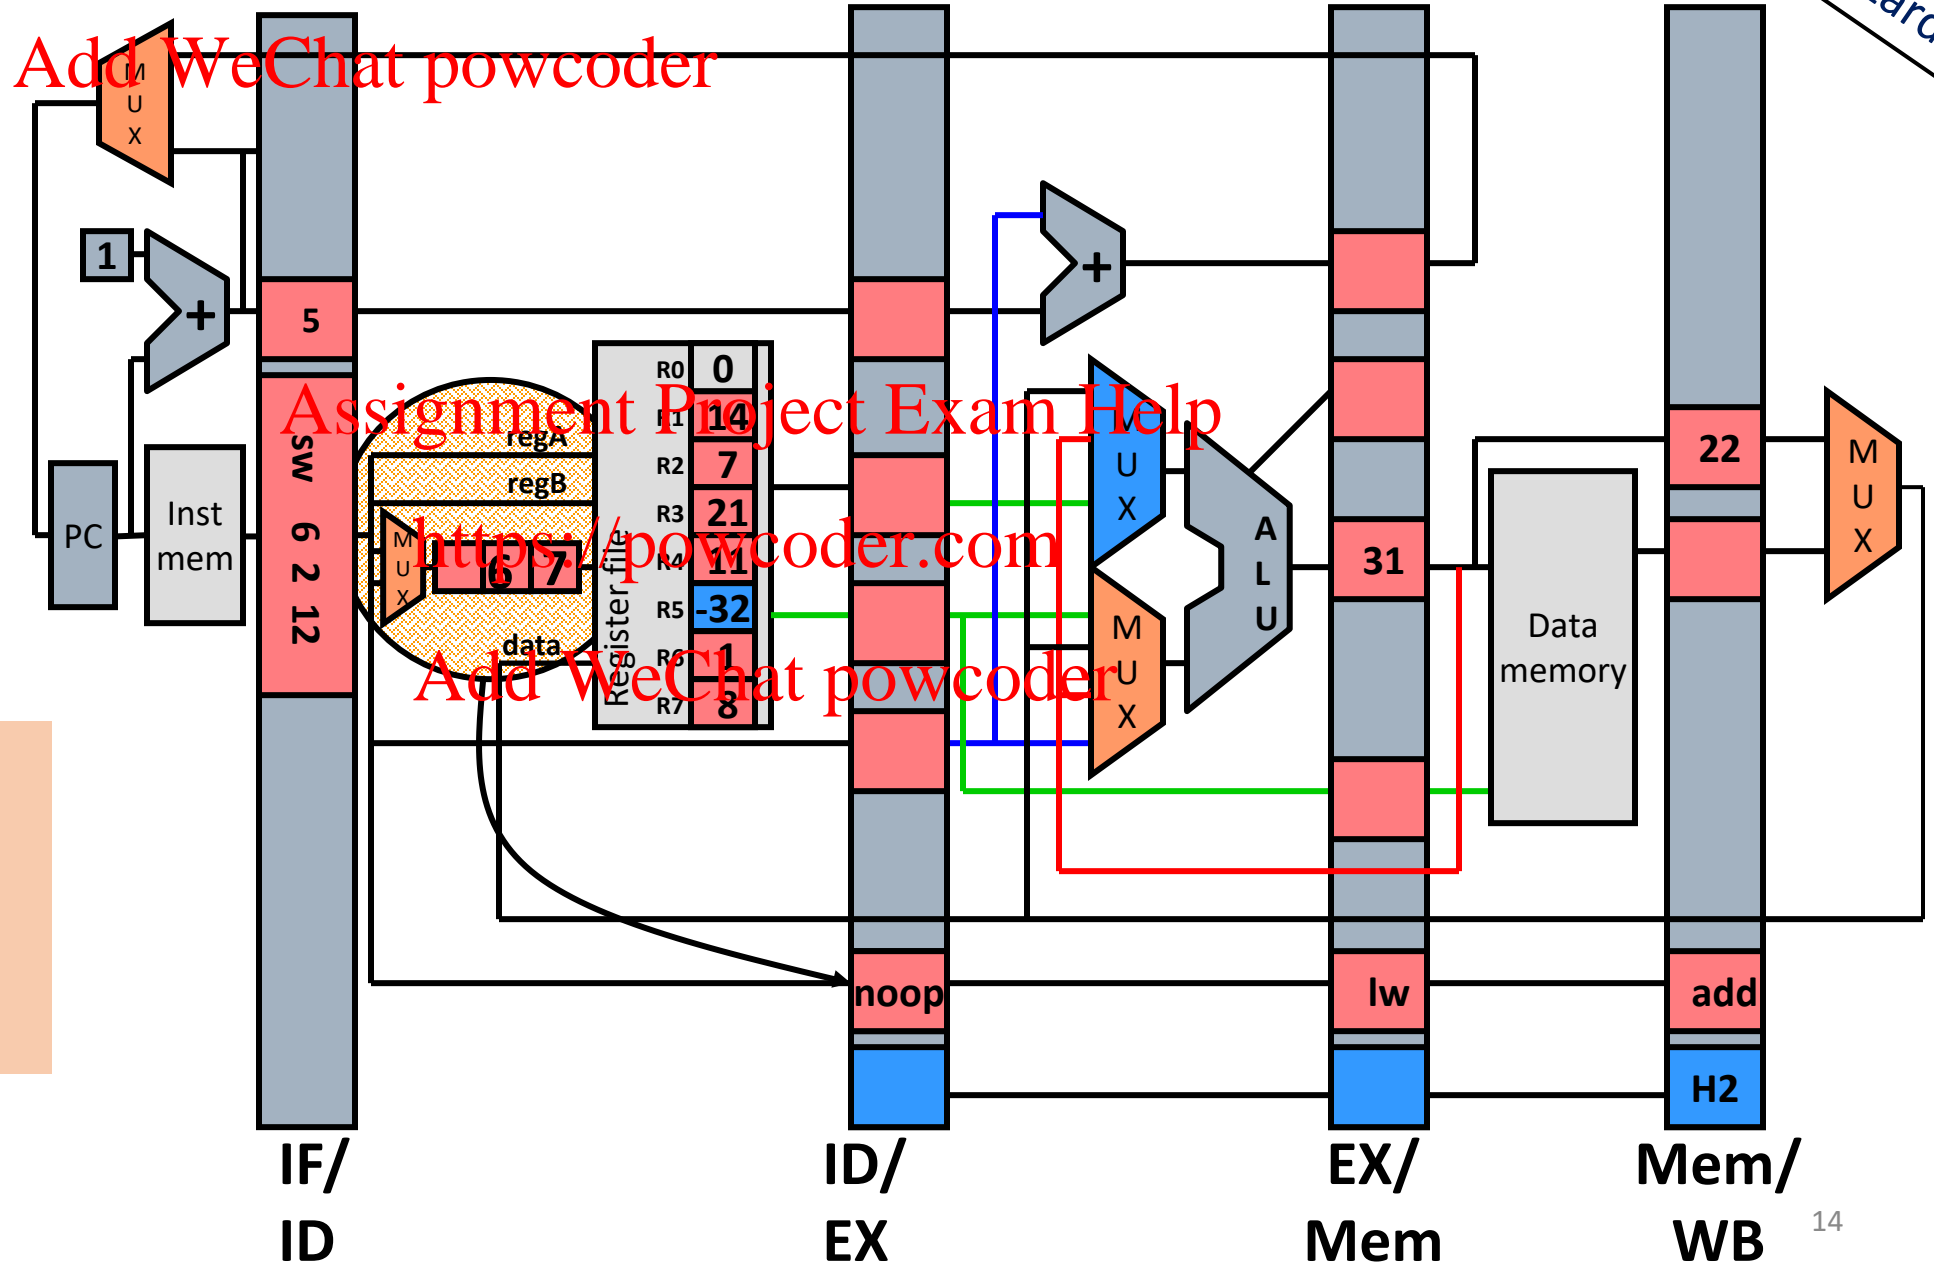 Add WeChat powcoder
M
U
X
1
+
5
+
R0 0
Assignment Project Exam Help
regA
R1 14
M
U
X
sw 6 2 12
regB
R2 7
22
M
U
X
PC
Inst
mem
R3 21
A
L
U
https://powcoder.com
M
U
X
6 7
Register file
R4 11
31
R5 -32
M
U
X
Data
memory
data
R6 1
Add WeChat powcoder
R7 8
noop
lw
add
H2
IF/
ID
ID/
EX
EX/
Mem
Mem/
WB
14